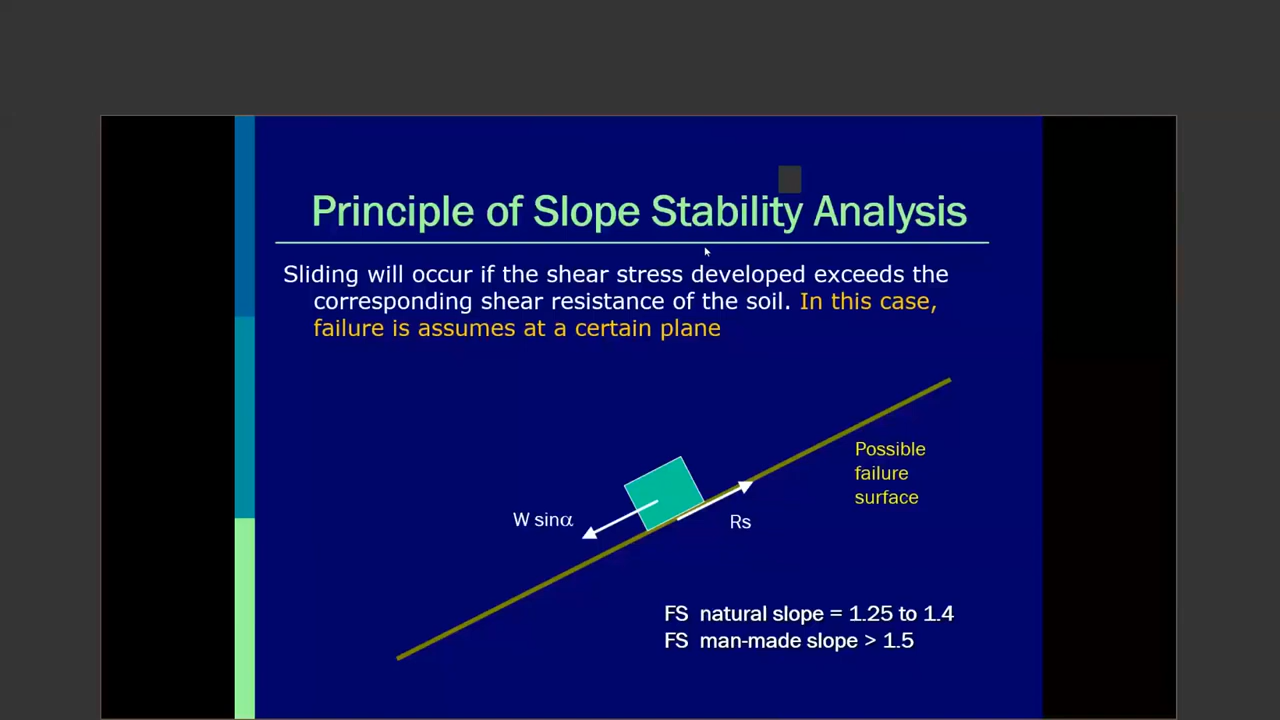 Principle of Slope Stability Analysis
Sliding will occur if the shear stress developed exceeds the
corresponding shear resistance of the soil. In this case,
failure is assumes at a certain plane
Possible
failure
surface
W sinα
Rs
FS natural slope = 1.25 to 1.4
FS man-made slope > 1.5